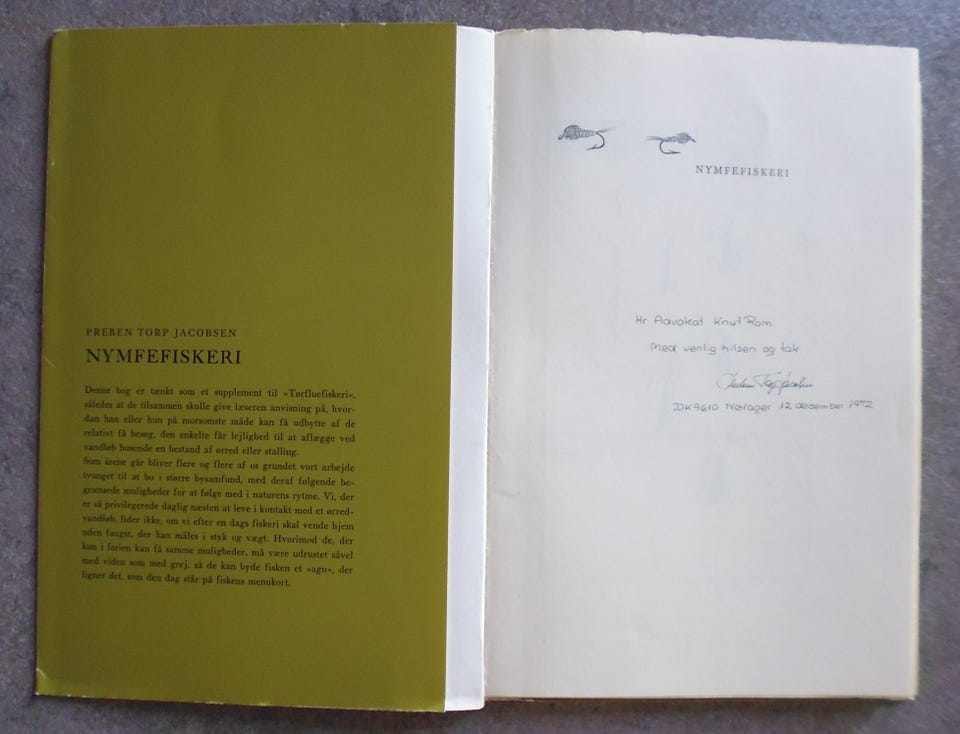 PREBEN TORP JACOBSEN
NYMFEFISKERI
Denne bog er tænkt som et supplement til »Tørfluefiskeri«,
således at de tilsammen skulle give læseren anvisning på, hvor-
dan han eller hun på morsomste måde kan få udbytte af de
relativt få besøg, den enkelte får lejlighed til at aflægge ved
vandløb husende en bestand af ørred eller stalling.
Som årene går bliver flere og flere af os grundet vort arbejde
tvunget til at bo i større bysamfund, med deraf følgende be-
grænsede muligheder for at følge med i naturens rytme. Vi, der
er så privilegerede daglig næsten at leve i kontakt med et ørred-
vandløb, lider ikke, om vi efter en dags fiskeri skal vende hjem
uden fangst, der kan måles i styk og vægt. Hvorimod de, der
kun i ferien kan få samme muligheder, må være udrustet såvel
med viden som med grej, så de kan byde fisken et »agn«, der
ligner det, som den dag står på fiskens menukort.
NYMFEFISKERI
Hr Advokat Knut Rom
Med venlig hilsen og tak
Preben Torp Jacobsen
DK 9610 Nørager 12 december 1972